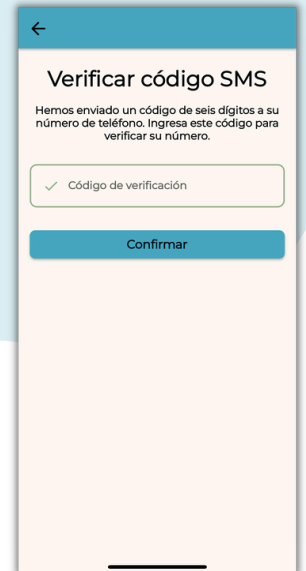 Verificar código SMS
Hemos enviado un código de seis dígitos a su
número de teléfono. Ingresa este código para
verificar su número.
Código de verificación
Confirmar